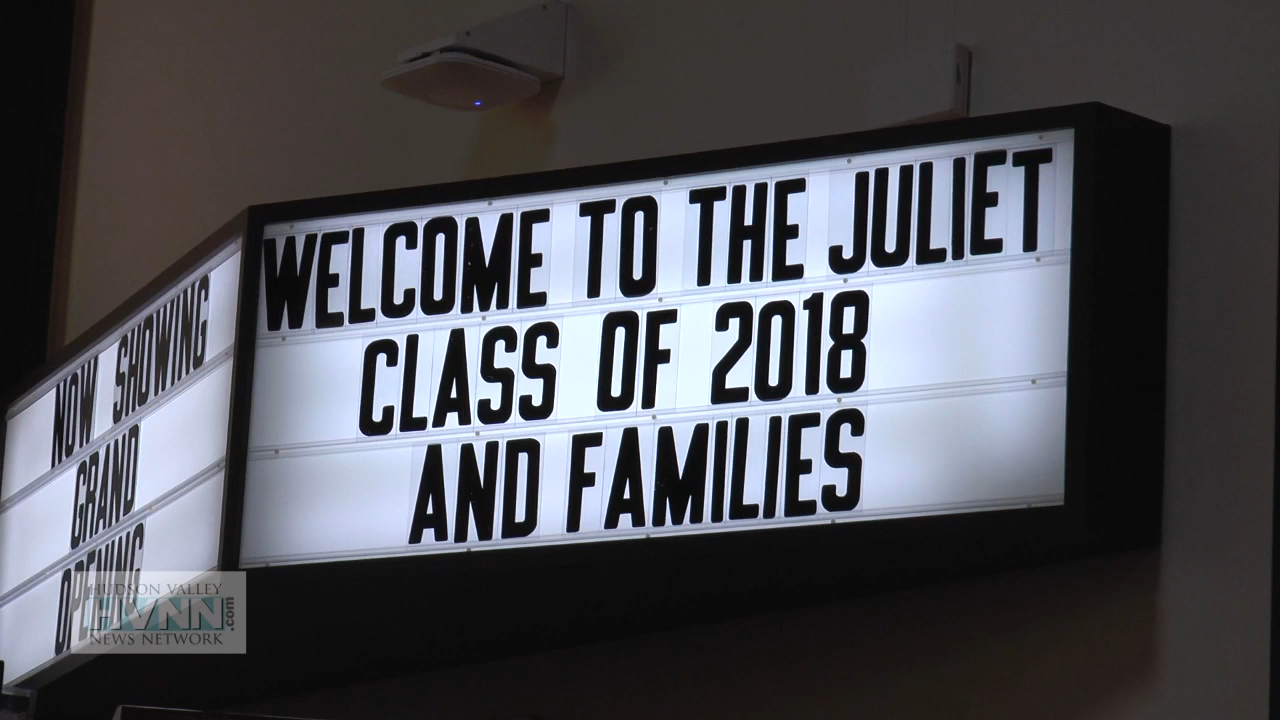 WELCOME TO THE JULIET
CLASS OF 2018
AND FAMILIES
NOW SHOWING
GRAND
OPENING
HUDSON VALLEY
HVNN.com
NEWS NETWORK